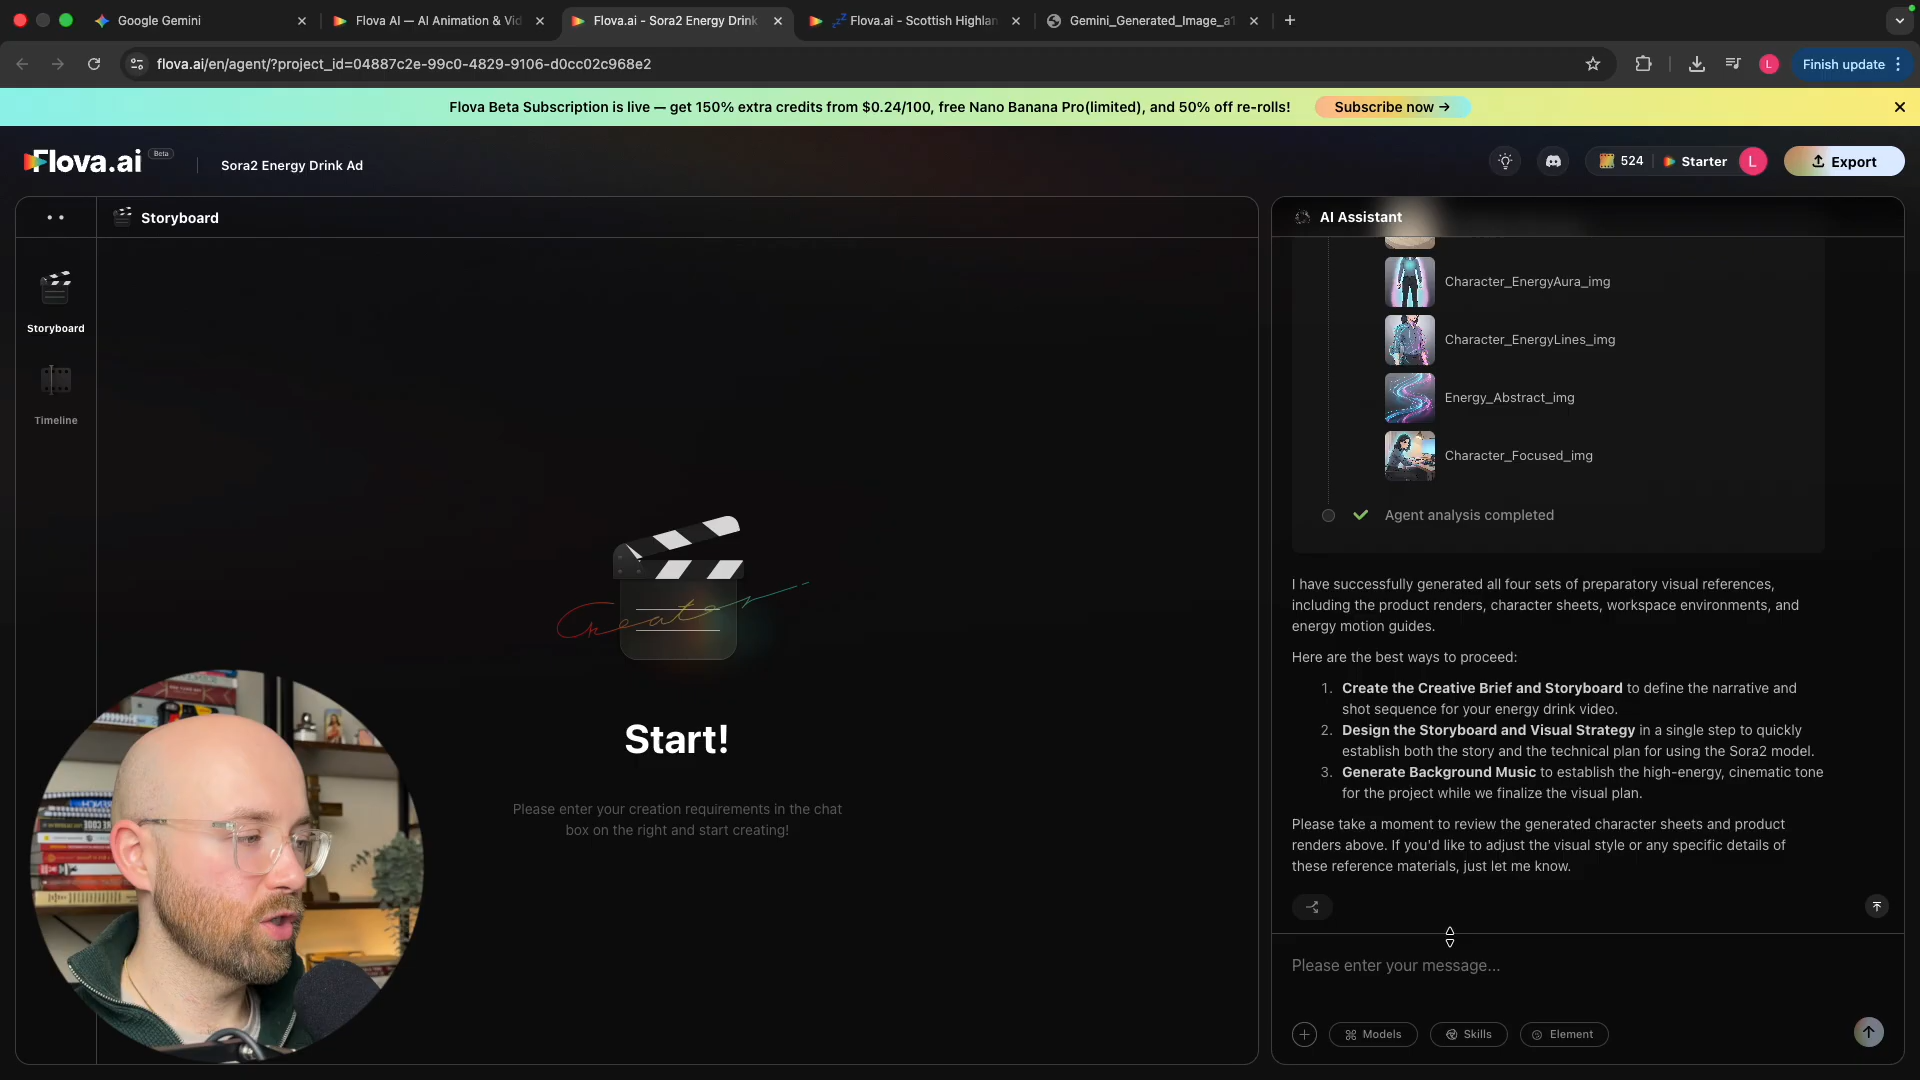 Google Gemini
Flova AI — AI Animation & Vid
Flova.ai - Sora2 Energy Drink
Flova.ai - Scottish Highlan
Gemini_Generated_Image_a1
flova.ai/en/agent/?project_id=04887c2e-99c0-4829-9106-d0cc02c968e2
L
Finish update
Flova Beta Subscription is live — get 150% extra credits from $0.24/100, free Nano Banana Pro(limited), and 50% off re-rolls!
Subscribe now →
Flova.ai
Beta
Sora2 Energy Drink Ad
524
Starter
L
Export
Storyboard
AI Assistant
Storyboard
Timeline
Creator
Start!
Please enter your creation requirements in the chat
box on the right and start creating!
Character_EnergyAura_img
Character_EnergyLines_img
Energy_Abstract_img
Character_Focused_img
Agent analysis completed
I have successfully generated all four sets of preparatory visual references,
including the product renders, character sheets, workspace environments, and
energy motion guides.
Here are the best ways to proceed:
1. Create the Creative Brief and Storyboard to define the narrative and
shot sequence for your energy drink video.
2. Design the Storyboard and Visual Strategy in a single step to quickly
establish both the story and the technical plan for using the Sora2 model.
3. Generate Background Music to establish the high-energy, cinematic tone
for the project while we finalize the visual plan.
Please take a moment to review the generated character sheets and product
renders above. If you'd like to adjust the visual style or any specific details of
these reference materials, just let me know.
Please enter your message...
Models
Skills
Element